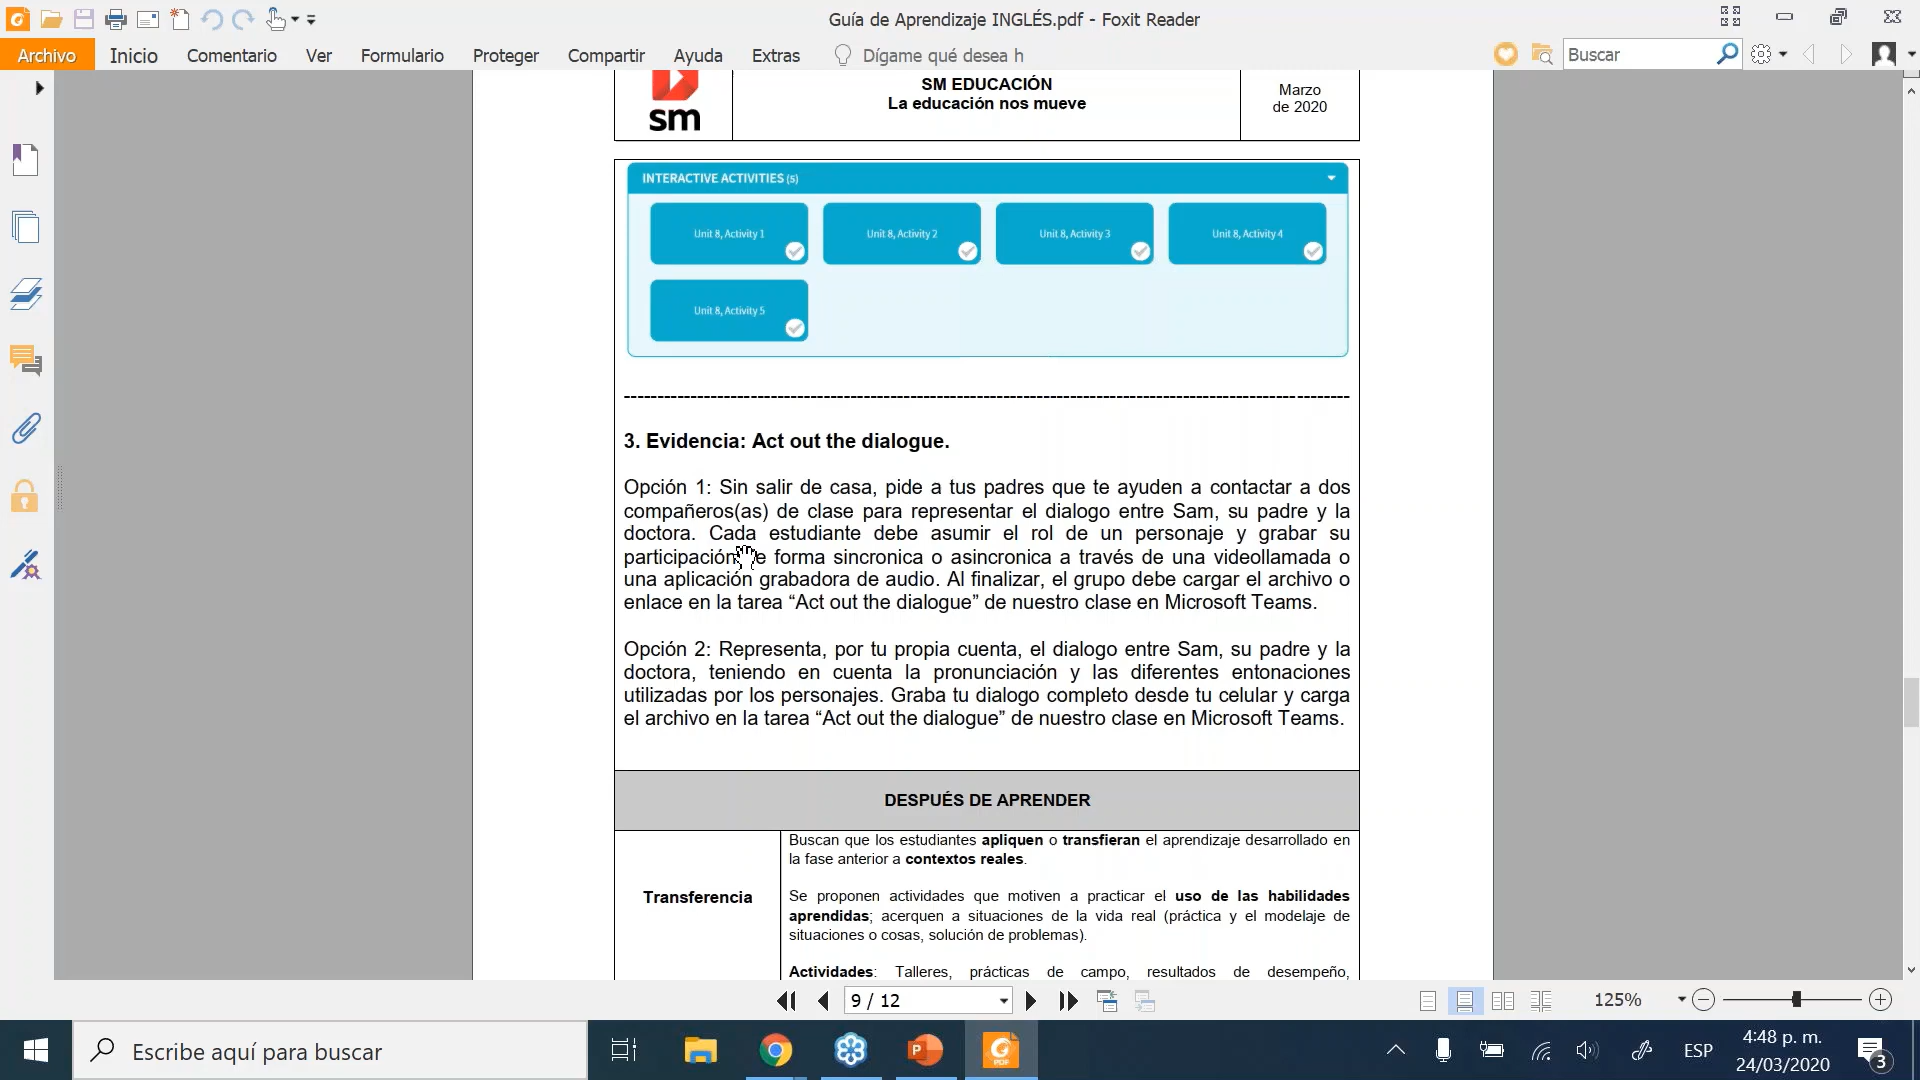 Guía de Aprendizaje INGLÉS.pdf - Foxit Reader
Archivo Inicio Comentario Ver Formulario Proteger Compartir Ayuda Extras Dígame qué desea h Buscar
sm
SM EDUCACIÓN
La educación nos mueve
Marzo
de 2020
INTERACTIVE ACTIVITIES (5)
Unit 8, Activity 1 Unit 8, Activity 2 Unit 8, Activity 3 Unit 8, Activity 4
Unit 8, Activity 5
3. Evidencia: Act out the dialogue.
Opción 1: Sin salir de casa, pide a tus padres que te ayuden a contactar a dos
compañeros(as) de clase para representar el dialogo entre Sam, su padre y la
doctora. Cada estudiante debe asumir el rol de un personaje y grabar su
participación e forma sincronica o asincronica a través de una videollamada o
una aplicación grabadora de audio. Al finalizar, el grupo debe cargar el archivo o
enlace en la tarea “Act out the dialogue” de nuestro clase en Microsoft Teams.
Opción 2: Representa, por tu propia cuenta, el dialogo entre Sam, su padre y la
doctora, teniendo en cuenta la pronunciación y las diferentes entonaciones
utilizadas por los personajes. Graba tu dialogo completo desde tu celular y carga
el archivo en la tarea “Act out the dialogue” de nuestro clase en Microsoft Teams.
DESPUÉS DE APRENDER
Transferencia
Buscan que los estudiantes apliquen o transfieran el aprendizaje desarrollado en
la fase anterior a contextos reales.
Se proponen actividades que motiven a practicar el uso de las habilidades
aprendidas; acerquen a situaciones de la vida real (práctica y el modelaje de
situaciones o cosas, solución de problemas).
Actividades: Talleres, prácticas de campo, resultados de desempeño,
9 / 12
125%
Escribe aquí para buscar
ESP
4:48 p. m.
24/03/2020
3